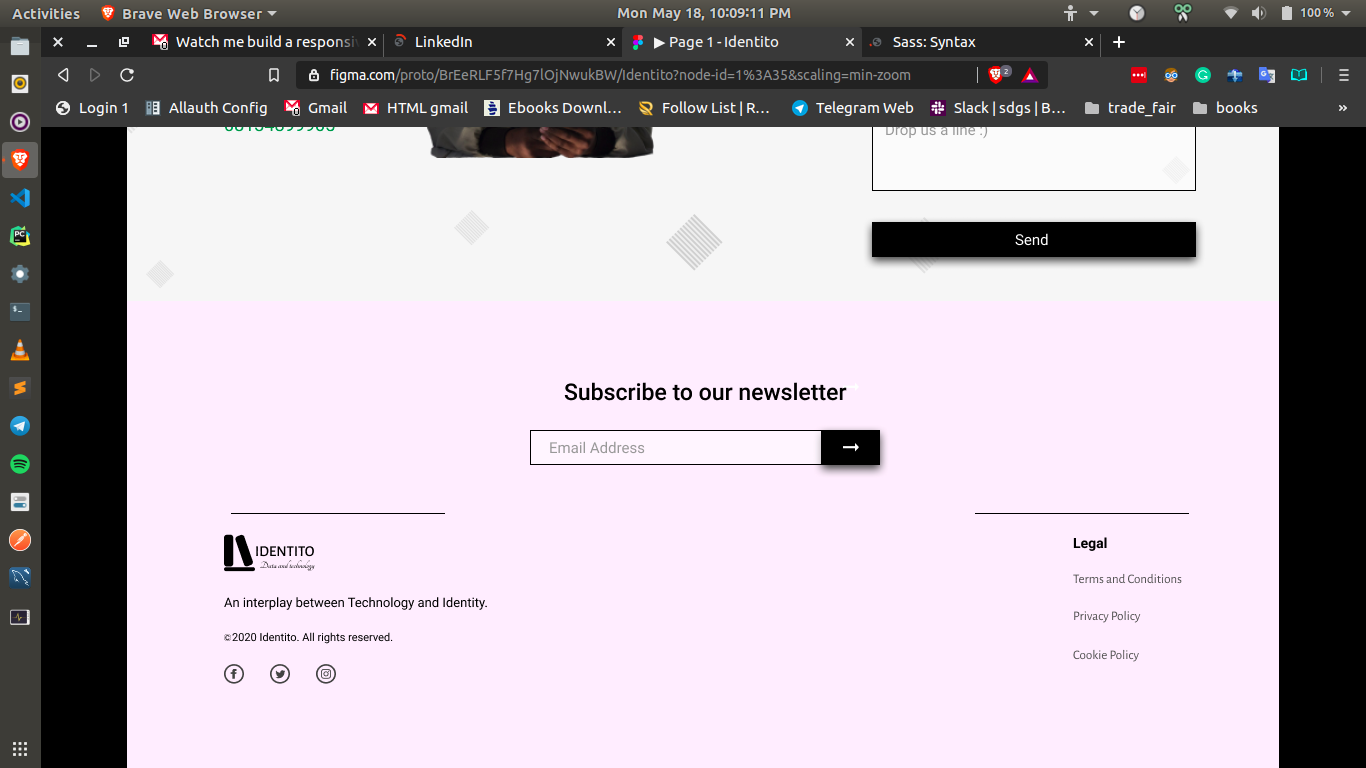 Activities Brave Web Browser Mon May 18, 10:09:11 PM 100 %
Watch me build a responsiv LinkedIn ▶ Page 1 - Identito Sass: Syntax
figma.com/proto/BrEeRLF5f7Hg7lOjNwukBW/Identito?node-id=1%3A35&scaling=min-zoom 2
Login 1 Allauth Config Gmail HTML gmail Ebooks Downl... Follow List | R... Telegram Web Slack | sdgs | B... trade_fair books »
Drop us a line :)
Send
Subscribe to our newsletter
Email Address →
IDENTITO
Data and technology
Legal
Terms and Conditions
An interplay between Technology and Identity.
Privacy Policy
©2020 Identito. All rights reserved.
Cookie Policy